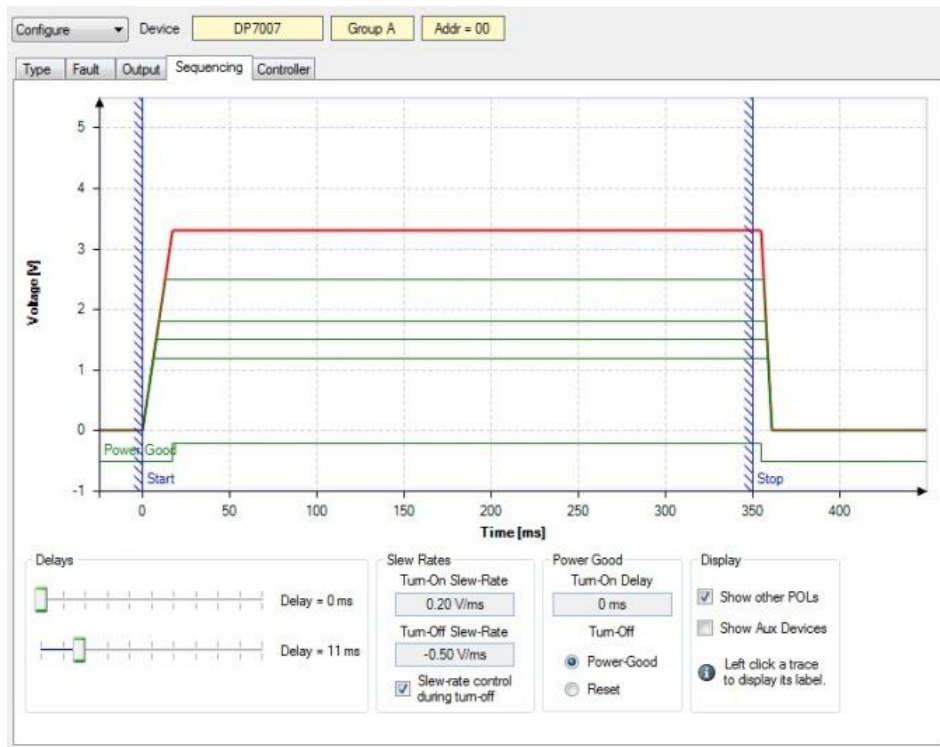 Configure Device DP7007 Group A Addr = 00
Type Fault Output Sequencing Controller
5
4
3
2
1
0
-1
Voltage [V]
Power Good
Start
Stop
0 50 100 150 200 250 300 350 400
Time [ms]
Delays
Delay = 0 ms
Delay = 11 ms
Slew Rates
Turn-On Slew-Rate
0.20 V/ms
Turn-Off Slew-Rate
-0.50 V/ms
Slew-rate control
during turn-off
Power Good
Turn-On Delay
0 ms
Turn-Off
Power-Good
Reset
Display
Show other POLs
Show Aux Devices
Left click a trace
to display its label.